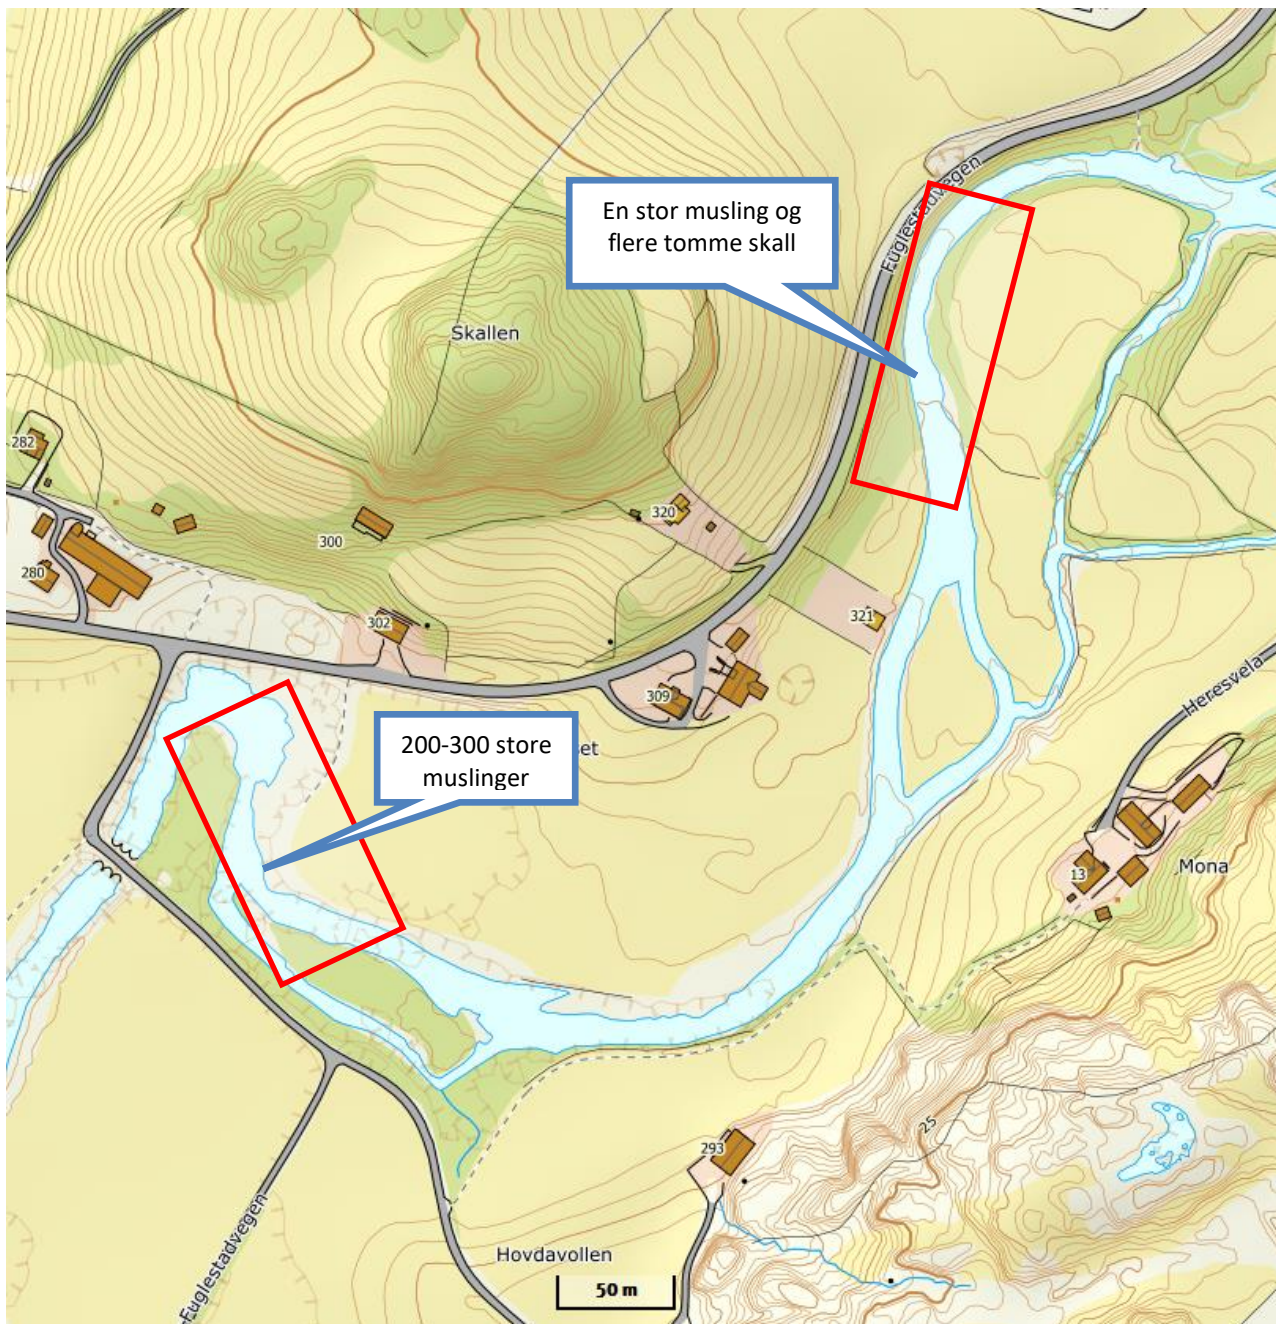 En stor musling og
flere tomme skall
Euglestadvegen
Skallen
282
320
300
280
302
321
309
Heresvela
200-300 store
muslinger
set
13
Mona
25
293
Euglestadvegen
Hovdavollen
50 m